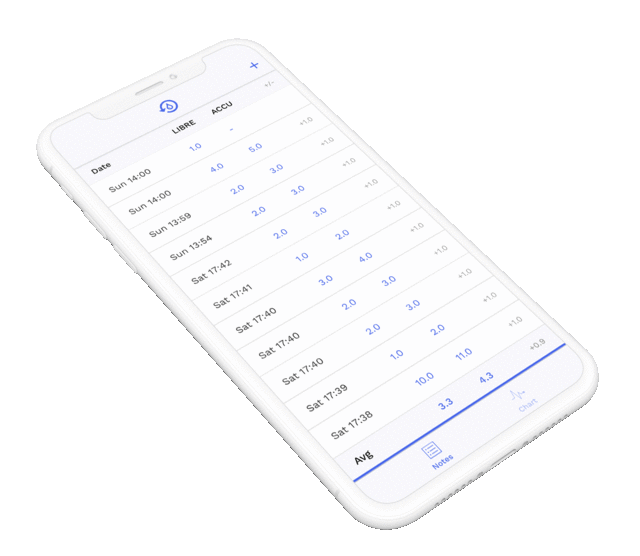 +
Date LIBRE ACCU +/-
Sun 14:00 1.0 -
Sun 14:00 4.0 5.0 +1.0
Sun 13:59 2.0 3.0 +1.0
Sun 13:54 2.0 3.0 +1.0
Sat 17:42 2.0 3.0 +1.0
Sat 17:41 1.0 2.0 +1.0
Sat 17:40 3.0 4.0 +1.0
Sat 17:40 2.0 3.0 +1.0
Sat 17:40 2.0 3.0 +1.0
Sat 17:39 1.0 2.0 +1.0
Sat 17:38 10.0 11.0 +1.0
Avg 3.3 4.3 +0.9
Notes Chart